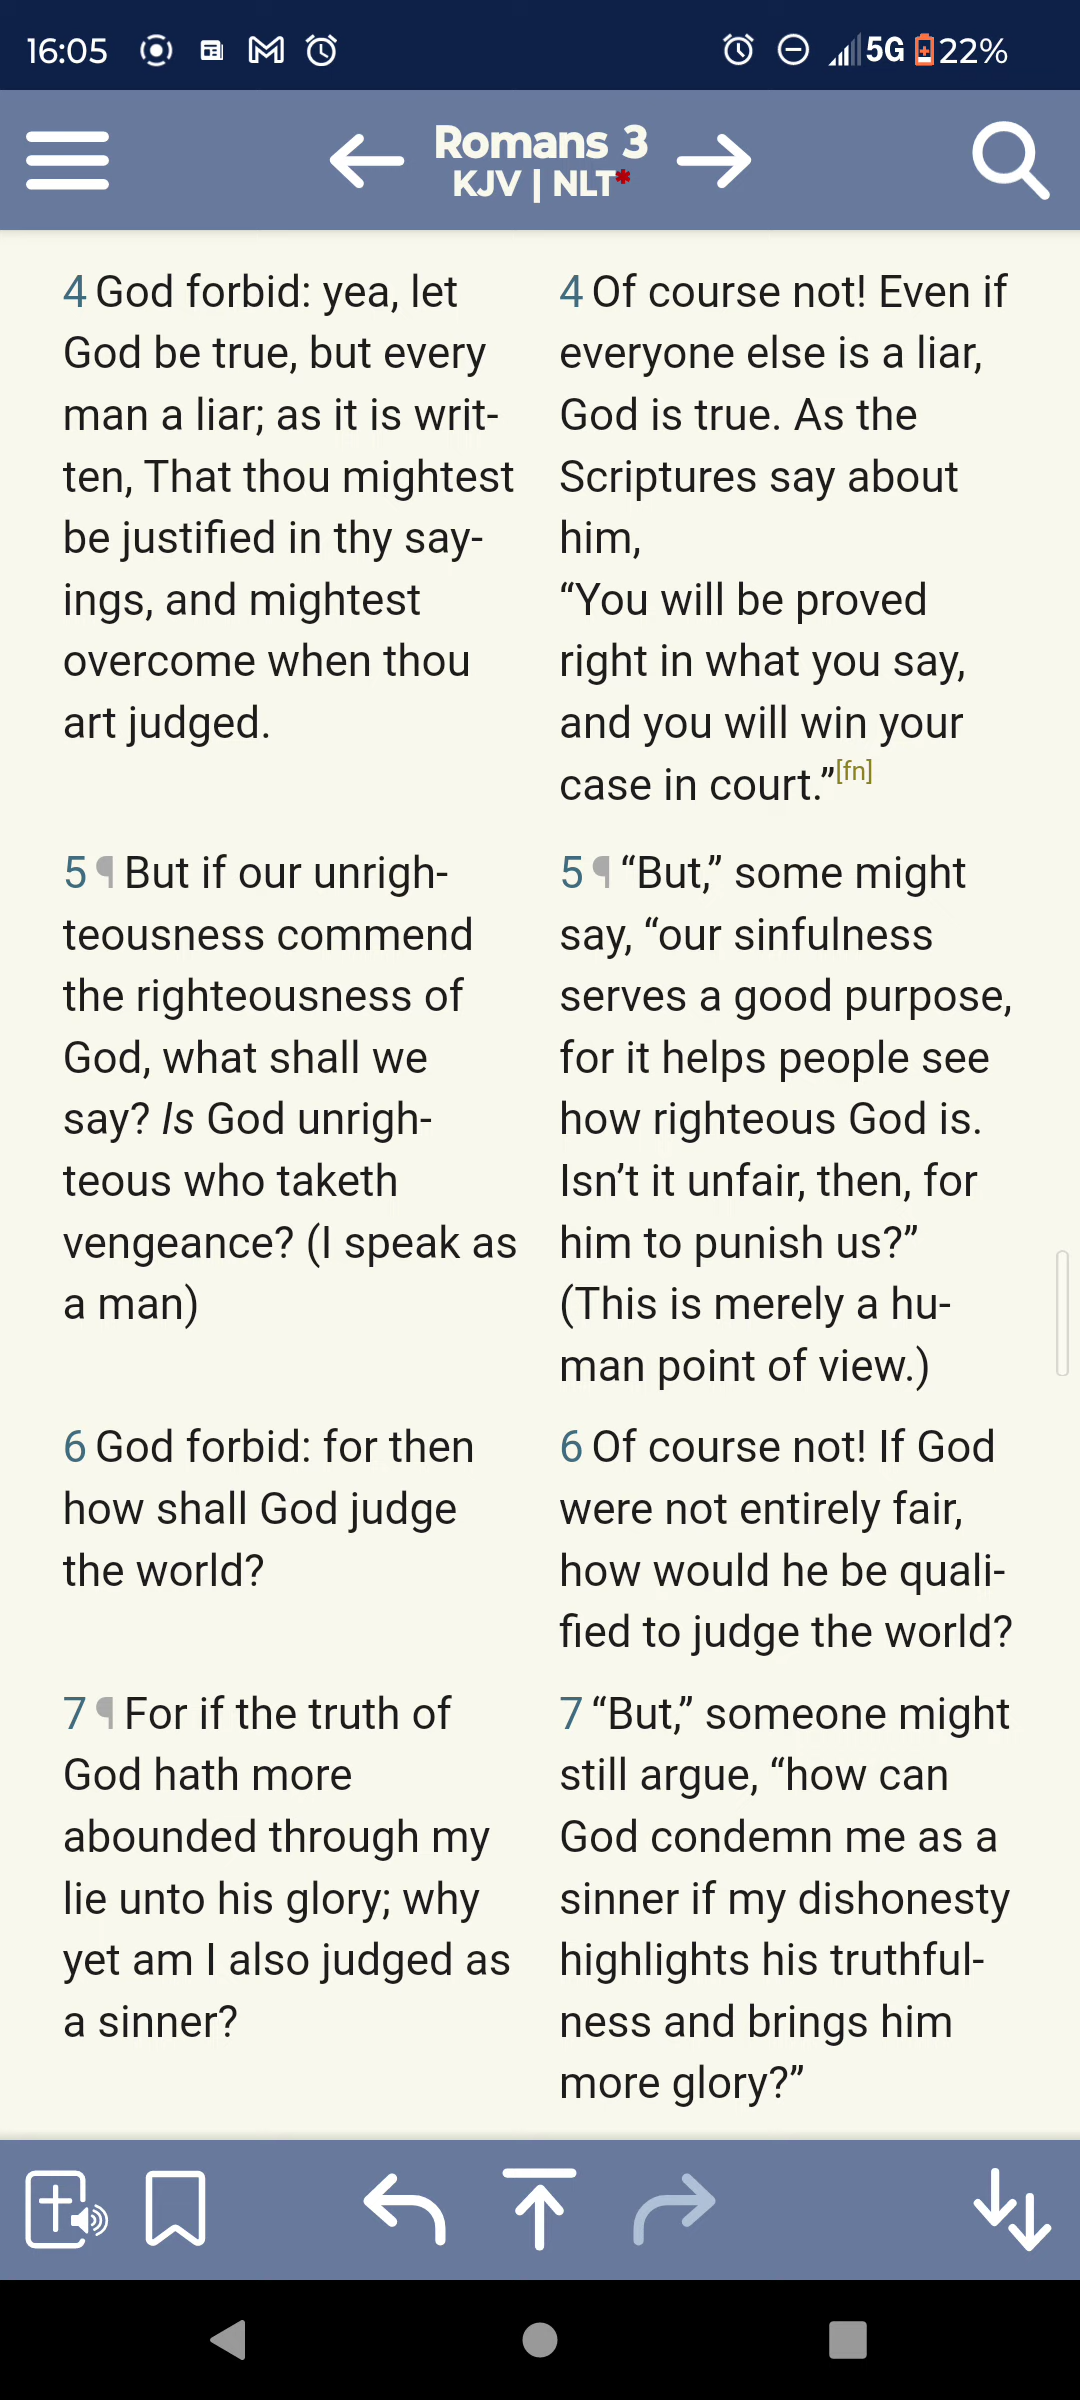 16:05
5G 22%
Romans 3
KJV | NLT*
4 God forbid: yea, let
God be true, but every
man a liar; as it is writ-
ten, That thou mightest
be justified in thy say-
ings, and mightest
overcome when thou
art judged.
4 Of course not! Even if
everyone else is a liar,
God is true. As the
Scriptures say about
him,
“You will be proved
right in what you say,
and you will win your
case in court.”[fn]
5 ¶ But if our unrigh-
teousness commend
the righteousness of
God, what shall we
say? Is God unrigh-
teous who taketh
vengeance? (I speak as
a man)
5 ¶ “But,” some might
say, “our sinfulness
serves a good purpose,
for it helps people see
how righteous God is.
Isn’t it unfair, then, for
him to punish us?”
(This is merely a hu-
man point of view.)
6 God forbid: for then
how shall God judge
the world?
6 Of course not! If God
were not entirely fair,
how would he be quali-
fied to judge the world?
7 ¶ For if the truth of
God hath more
abounded through my
lie unto his glory; why
yet am I also judged as
a sinner?
7 “But,” someone might
still argue, “how can
God condemn me as a
sinner if my dishonesty
highlights his truthful-
ness and brings him
more glory?”